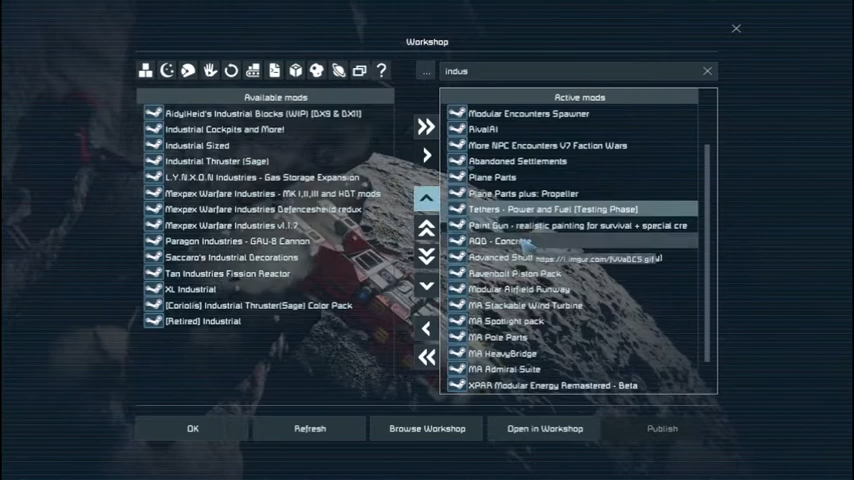 Workshop
?
...
indus
Available mods
AidylHeid's Industrial Blocks (WIP) [DX9 & DX11]
Industrial Cockpits and More!
Industrial Sized
Industrial Thruster (Sage)
L.Y.N.X.O.N Industries - Gas Storage Expansion
Mexpex Warfare Industries - MK I,II,III and HBT mods
Mexpex Warfare Industries Defenceshield redux
Mexpex Warfare Industries v1.1.7
Paragon Industries - GAU-8 Cannon
Saccaro's Industrial Decorations
Tan Industries Fission Reactor
XL Industrial
[Coriolis] Industrial Thruster(Sage) Color Pack
[Retired] Industrial
Active mods
Modular Encounters Spawner
RivalAI
More NPC Encounters V7 Faction Wars
Abandoned Settlements
Plane Parts
Plane Parts plus: Propeller
Tethers - Power and Fuel [Testing Phase]
Paint Gun - realistic painting for survival + special cre
AQD - Concrete
Advanced
Ravenbolt Piston Pack
Modular Airfield Runway
MA Stackable Wind Turbine
MA Spotlight pack
MA Pole Parts
MA HeavyBridge
MA Admiral Suite
XPAR Modular Energy Remastered - Beta
OK
Refresh
Browse Workshop
Open in Workshop
Publish